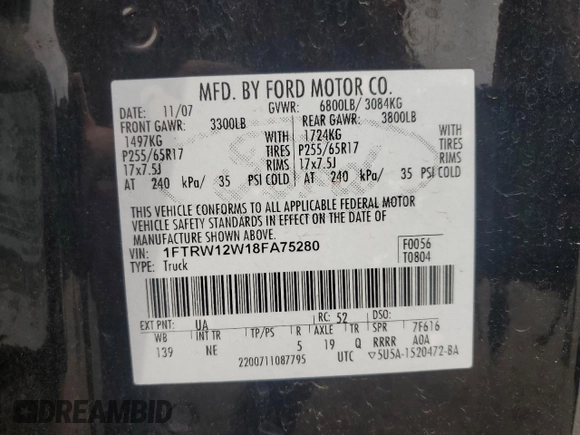 MFD. BY FORD MOTOR CO.
DATE: 11/07 GVWR: 6800LB/ 3084KG
FRONT GAWR: 3300LB REAR GAWR: 3800LB
1497KG WITH 1724KG WITH
P255/65R17 TIRES P255/65R17 TIRES
17x7.5J RIMS 17x7.5J RIMS
AT 240 kPa/ 35 PSI COLD AT 240 kPa/ 35 PSI COLD
THIS VEHICLE CONFORMS TO ALL APPLICABLE FEDERAL MOTOR
VEHICLE SAFETY STANDARDS IN EFFECT ON THE DATE OF
MANUFACTURE SHOWN ABOVE.
VIN: 1FTRW12W18FA75280 F0056
TYPE: Truck T0804
EXT PNT: UA RC: 52 DSO:
WB INT TR TP/PS R AXLE TR SPR 7F616
139 NE 5 19 Q RRRR A0A
2200711087795 UTC ▽5U5A-1520472-BA
Ford
DREAMBID